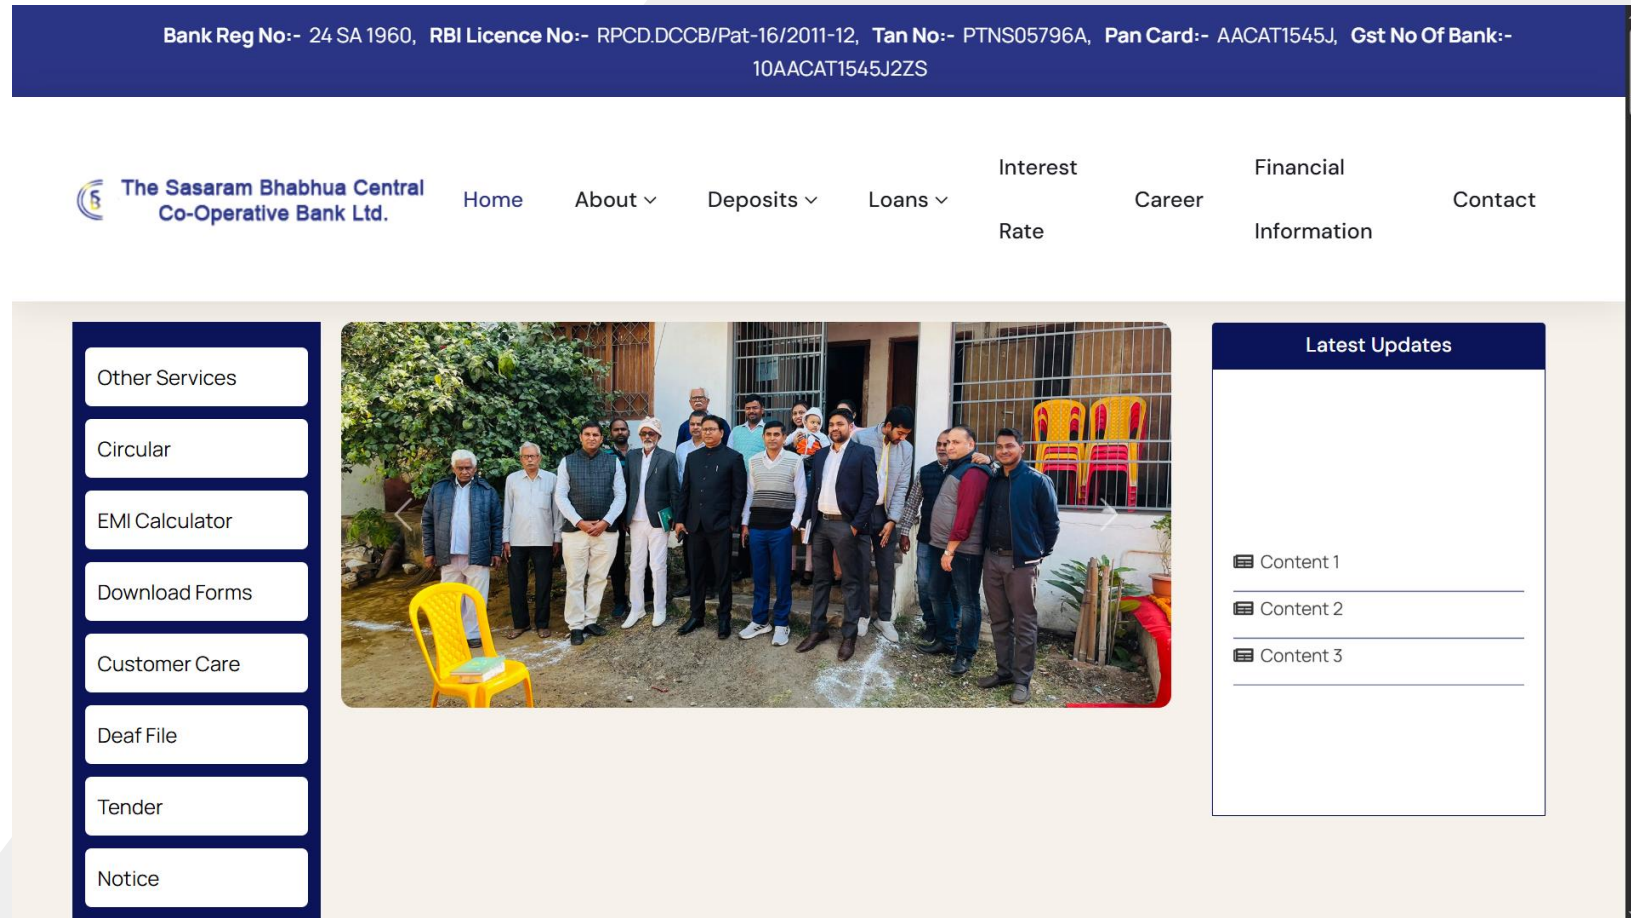 Bank Reg No:- 24 SA 1960, RBI Licence No:- RPCD.DCCB/Pat-16/2011-12, Tan No:- PTNS05796A, Pan Card:- AACAT1545J, Gst No Of Bank:-
10AACAT1545J2ZS
The Sasaram Bhabhua Central
Co-Operative Bank Ltd.
Home
About
Deposits
Loans
Interest
Rate
Career
Financial
Information
Contact
Other Services
Circular
EMI Calculator
Download Forms
Customer Care
Deaf File
Tender
Notice
Latest Updates
Content 1
Content 2
Content 3